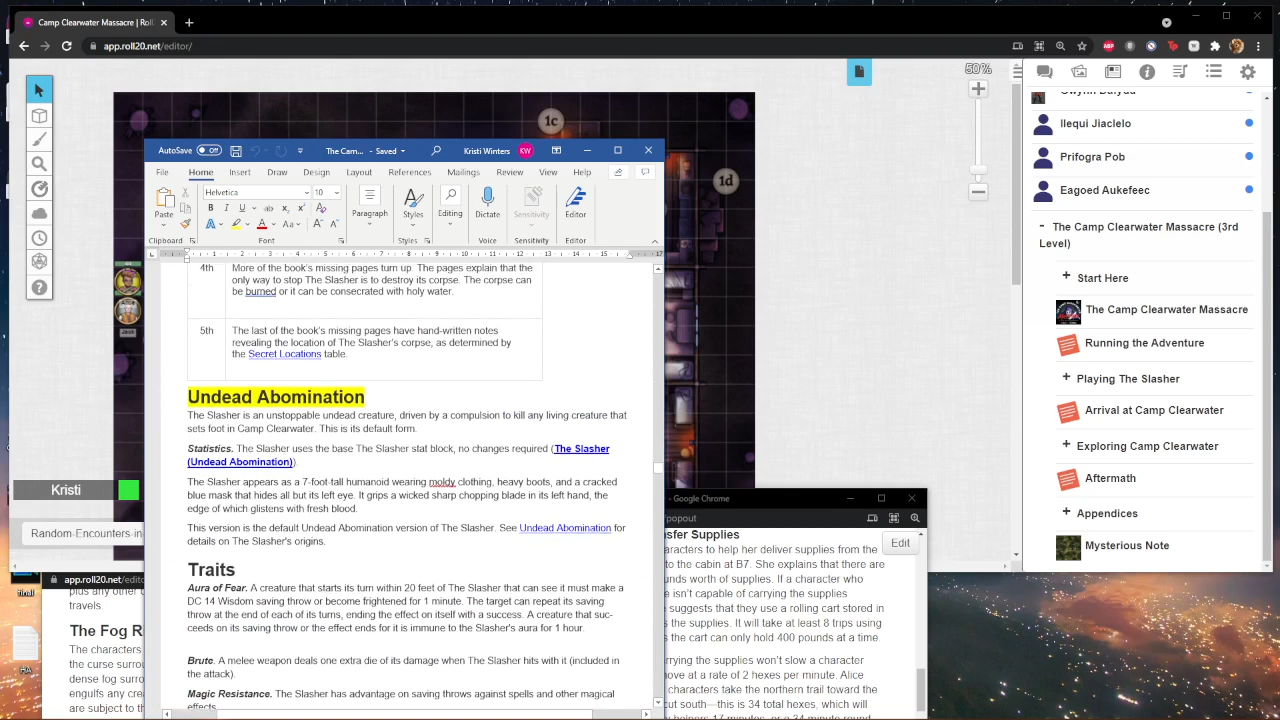 Camp Clearwater Massacre | Roll
app.roll20.net/editor/
50%
1c
1d
AutoSave Off The Cam... - Saved Kristi Winters KW
File Home Insert Draw Design Layout References Mailings Review View Help
Helvetica 10
Paste Paragraph Styles Editing Dictate Sensitivity Editor
Clipboard Font Styles Voice Sensitivity Editor
4th More of the book's missing pages turn up. The pages explain that the
only way to stop The Slasher is to destroy its corpse. The corpse can
be burned or it can be consecrated with holy water.
5th The last of the book's missing pages have hand-written notes
revealing the location of The Slasher's corpse, as determined by
the Secret Locations table.
Undead Abomination
The Slasher is an unstoppable undead creature, driven by a compulsion to kill any living creature that
sets foot in Camp Clearwater. This is its default form.
Statistics. The Slasher uses the base The Slasher stat block, no changes required (The Slasher
(Undead Abomination)).
The Slasher appears as a 7-foot-tall humanoid wearing moldy clothing, heavy boots, and a cracked
blue mask that hides all but its left eye. It grips a wicked sharp chopping blade in its left hand, the
edge of which glistens with fresh blood.
This version is the default Undead Abomination version of The Slasher. See Undead Abomination for
details on The Slasher's origins.
Traits
Aura of Fear. A creature that starts its turn within 20 feet of The Slasher that can see it must make a
DC 14 Wisdom saving throw or become frightened for 1 minute. The target can repeat its saving
throw at the end of each of its turns, ending the effect on itself with a success. A creature that suc-
ceeds on its saving throw or the effect ends for it is immune to the Slasher's aura for 1 hour.
Brute. A melee weapon deals one extra die of its damage when The Slasher hits with it (included in
the attack).
Magic Resistance. The Slasher has advantage on saving throws against spells and other magical
effects.
Kristi
Random-Encounters-in
app.roll20.net
final
HA
plus any other
travels
The Fog R
The characters
the curse surrou
dense fog surro
engulfs any crea
are subject to th
- Google Chrome
popout
Edit
nsfer Supplies
aracters to help her deliver supplies from the
to the cabin at B7. She explains that there are
unds worth of supplies. If a character who
e isn't capable of carrying the supplies
e suggests that they use a rolling cart stored in
s the supplies. It will take at least 8 trips using
s the cart can only hold 400 pounds at a time.
rrying the supplies won't slow a character
nove at a rate of 2 hexes per minute. Alice
characters take the northern trail toward the
cut south—this is 34 total hexes, which will
helpers 17 minutes, or a 34 minute round
Ilequi Jiaclelo
Prifogra Pob
Eagoed Aukefeec
- The Camp Clearwater Massacre (3rd
Level)
+ Start Here
The Camp Clearwater Massacre
Running the Adventure
+ Playing The Slasher
Arrival at Camp Clearwater
+ Exploring Camp Clearwater
Aftermath
+ Appendices
Mysterious Note